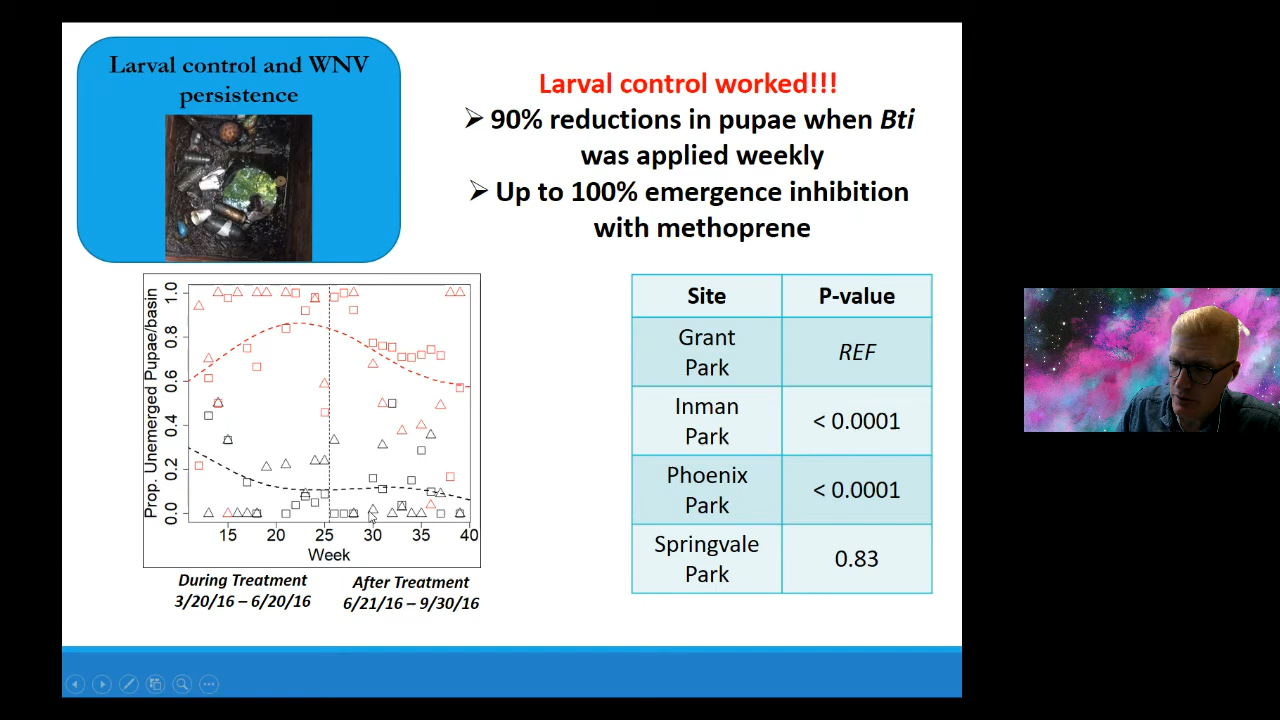 Larval control and WNV
persistence
Larval control worked!!!
➢ 90% reductions in pupae when Bti
was applied weekly
➢ Up to 100% emergence inhibition
with methoprene
Prop. Unemerged Pupae/basin
1.0
0.8
0.6
0.4
0.2
0.0
15 20 25 30 35 40
Week
During Treatment
3/20/16 – 6/20/16
After Treatment
6/21/16 – 9/30/16
Site P-value
Grant
Park
REF
Inman
Park
< 0.0001
Phoenix
Park
< 0.0001
Springvale
Park
0.83